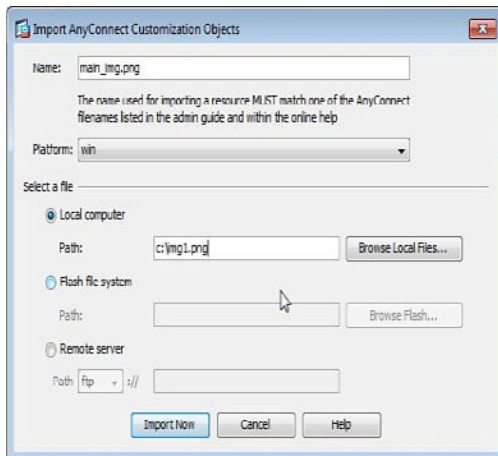 Import AnyConnect Customization Objects
Name: main_img.png
The name used for importing a resource MUST match one of the AnyConnect
filenames listed in the admin guide and within the online help
Platform: win
Select a file
Local computer
Path: c:\img1.png Browse Local Files...
Flash file system
Path: Browse Flash...
Remote server
Path ftp ://
Import Now Cancel Help